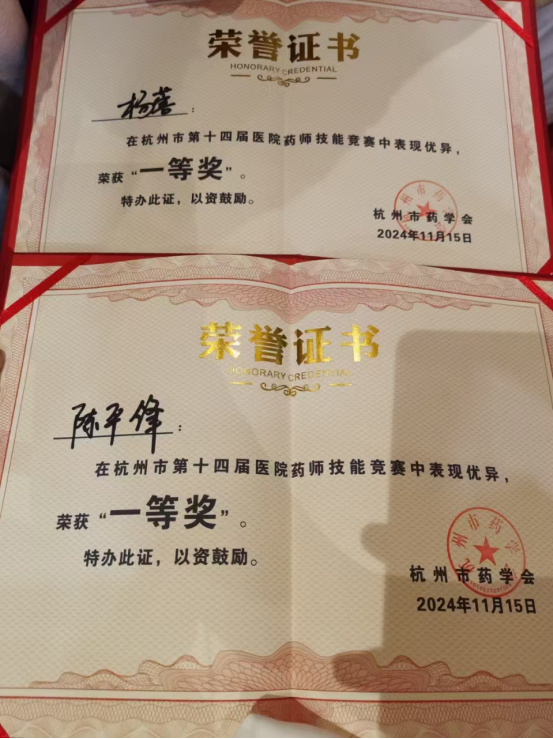 荣誉证书
HONORARY CREDENTIAL
杨蕾：
在杭州市第十四届医院药师技能竞赛中表现优异，
荣获“一等奖”。
特办此证，以资鼓励。
杭州市药学会
2024年11月15日
荣誉证书
HONORARY CREDENTIAL
陈平锋：
在杭州市第十四届医院药师技能竞赛中表现优异，
荣获“一等奖”。
特办此证，以资鼓励。
杭州市药学会
2024年11月15日